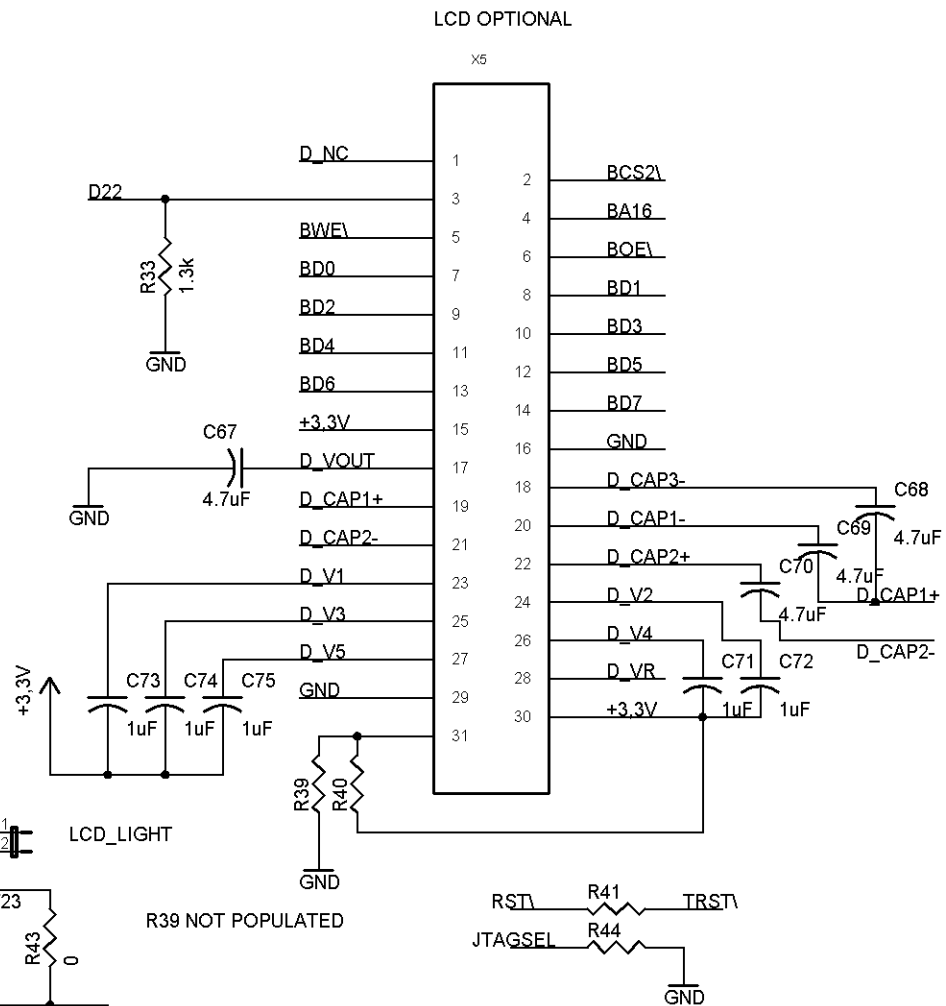 LCD OPTIONAL
X5
D_NC 1
2 BCS2\
D22 3
4 BA16
BWE\ 5
6 BOE\
BD0 7
8 BD1
BD2 9
10 BD3
BD4 11
12 BD5
BD6 13
14 BD7
+3,3V 15
16 GND
D_VOUT 17
18 D_CAP3-
D_CAP1+ 19
20 D_CAP1-
D_CAP2- 21
22 D_CAP2+
D_V1 23
24 D_V2
D_V3 25
26 D_V4
D_V5 27
28 D_VR
GND 29
30 +3,3V
31
R33
1.3k
GND
C67
4.7uF
GND
C68
4.7uF
C69
4.7uF
C70
4.7uF
D_CAP1+
D_CAP2-
C71
1uF
C72
1uF
+3,3V
C73
1uF
C74
1uF
C75
1uF
R39
R40
GND
1
2
LCD_LIGHT
23
R43
0
R39 NOT POPULATED
RST\ R41 TRST\
JTAGSEL R44
GND